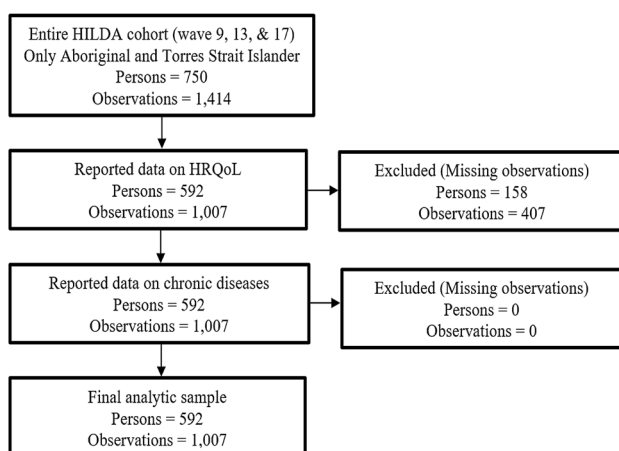 Entire HILDA cohort (wave 9, 13, & 17)
Only Aboriginal and Torres Strait Islander
Persons = 750
Observations = 1,414
Reported data on HRQoL
Persons = 592
Observations = 1,007
Excluded (Missing observations)
Persons = 158
Observations = 407
Reported data on chronic diseases
Persons = 592
Observations = 1,007
Excluded (Missing observations)
Persons = 0
Observations = 0
Final analytic sample
Persons = 592
Observations = 1,007